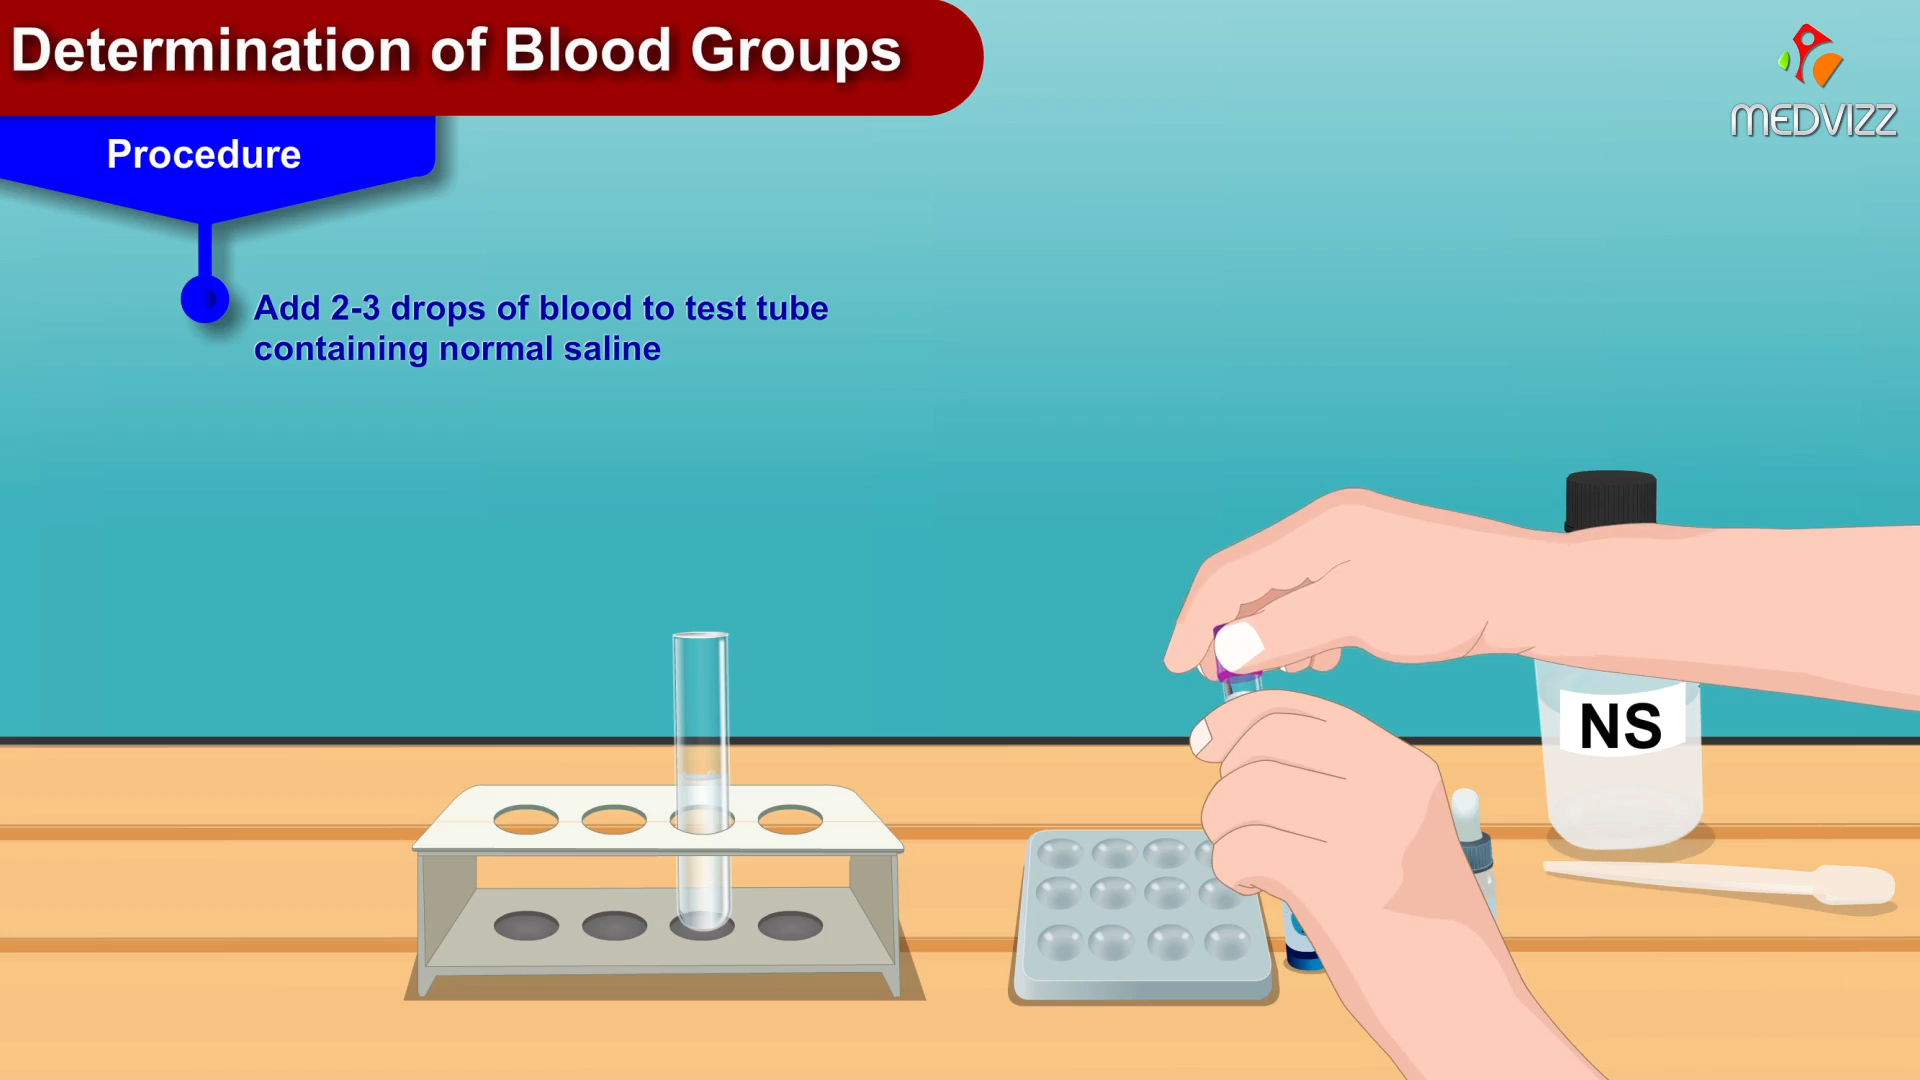 Determination of Blood Groups
MEDVIZZ
Procedure
Add 2-3 drops of blood to test tube
containing normal saline
NS